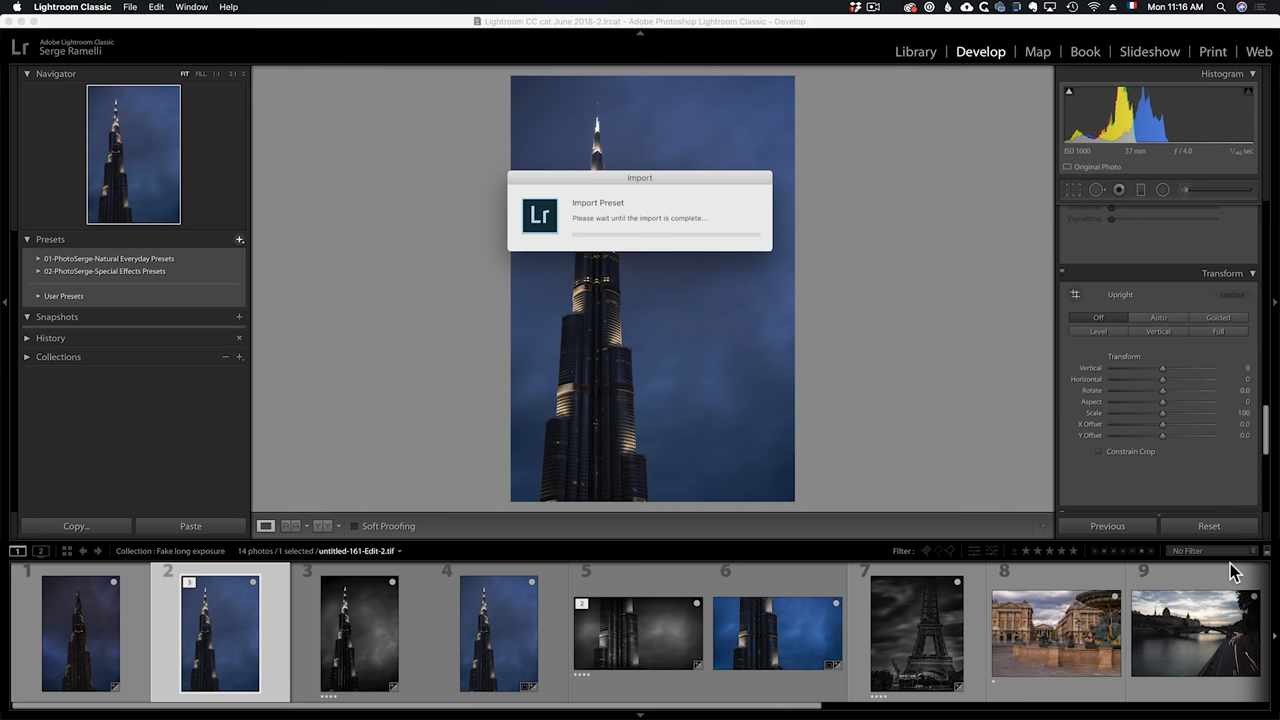 Lightroom Classic File Edit Window Help
Mon 11:16 AM
Lightroom CC cat June 2018-2.lrcat - Adobe Photoshop Lightroom Classic - Develop
Lr Adobe Lightroom Classic
Serge Ramelli
Library Develop Map Book Slideshow Print Web
Navigator FIT FILL 1:1 2:1
Histogram
ISO 1000 37 mm ƒ / 4.0 1/40 sec
Original Photo
Import
Lr Import Preset
Please wait until the import is complete...
Vignetting
Presets
01-PhotoSerge-Natural Everyday Presets
02-PhotoSerge-Special Effects Presets
User Presets
Snapshots
History
Collections
Transform
Upright Update
Off Auto Guided
Level Vertical Full
Transform
Vertical 0
Horizontal 0
Rotate 0.0
Aspect 0
Scale 100
X Offset 0.0
Y Offset 0.0
Constrain Crop
Copy... Paste
Soft Proofing
Previous Reset
1 2 Collection : Fake long exposure 14 photos / 1 selected / untitled-161-Edit-2.tif
Filter : No Filter
1 2 3 4 5 6 7 8 9
3 2